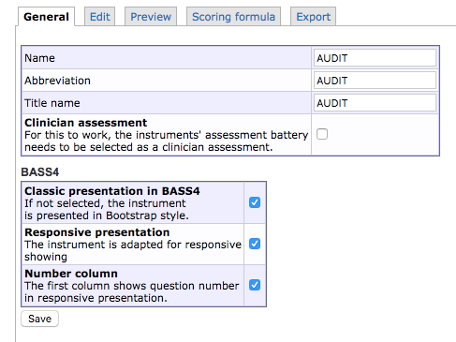 General Edit Preview Scoring formula Export
Name AUDIT
Abbreviation AUDIT
Title name AUDIT
Clinician assessment
For this to work, the instruments' assessment battery
needs to be selected as a clinician assessment.
BASS4
Classic presentation in BASS4
If not selected, the instrument
is presented in Bootstrap style.
Responsive presentation
The instrument is adapted for responsive
showing
Number column
The first column shows question number
in responsive presentation.
Save